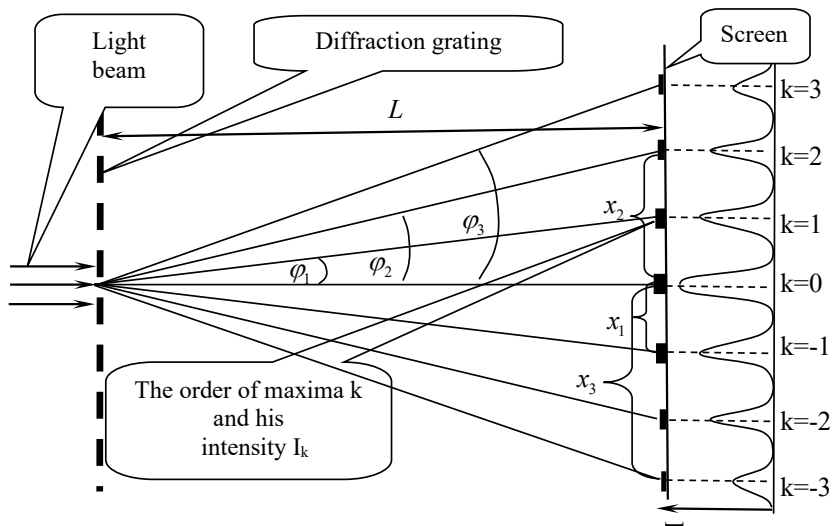 Light
beam
Diffraction grating
Screen
L
k=3
k=2
k=1
k=0
k=-1
k=-2
k=-3
x₂
x₁
x₃
φ₃
φ₂
φ₁
The order of maxima k
and his
intensity Iₖ